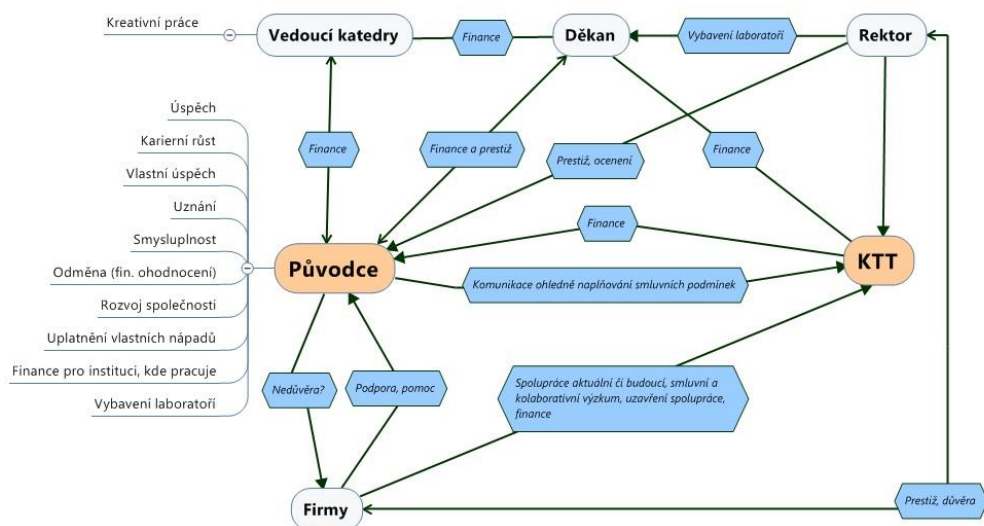 Kreativní práce
Vedoucí katedry
Finance
Děkan
Vybavení laboratoří
Rektor
Úspěch
Karierní růst
Vlastní úspěch
Uznání
Smysluplnost
Odměna (fin. ohodnocení)
Rozvoj společnosti
Uplatnění vlastních nápadů
Finance pro instituci, kde pracuje
Vybavení laboratoří
Finance
Finance a prestiž
Prestiž, ocenení
Finance
Finance
Původce
KTT
Komunikace ohledně naplňování smluvních podmínek
Nedůvěra?
Podpora, pomoc
Spolupráce aktuální či budoucí, smluvní a
kolaborativní výzkum, uzavření spolupráce,
finance
Firmy
Prestiž, důvěra